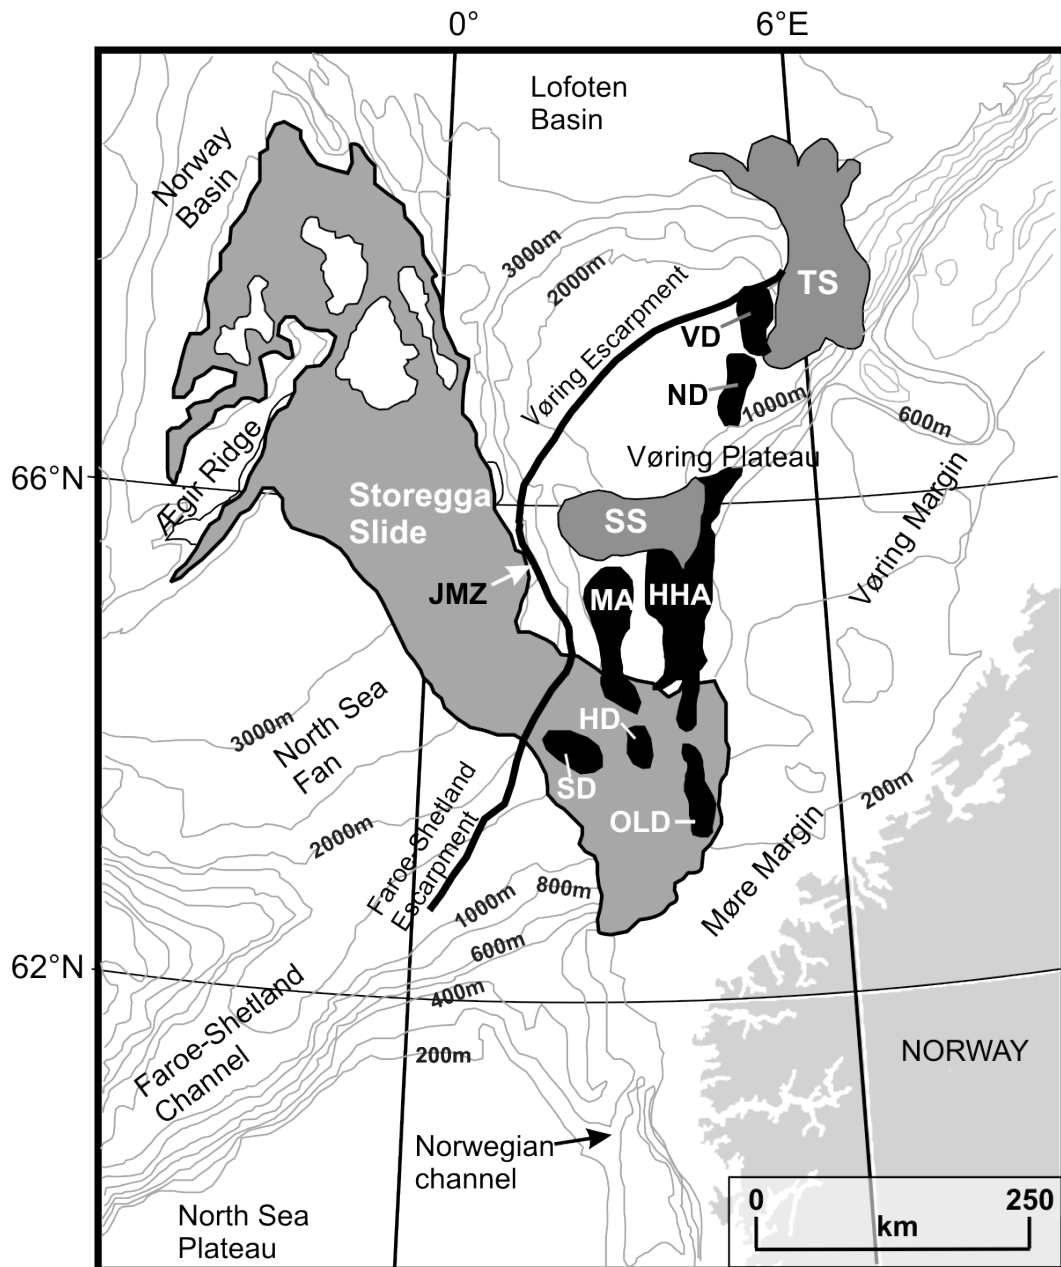 0°
6°E
Lofoten
Basin
Norway
Basin
3000m
2000m
TS
Vøring Escarpment
VD
ND
1000m
600m
Vøring Plateau
66°N
Ægir Ridge
Storegga
Slide
SS
Vøring Margin
JMZ
MA
HHA
3000m
North Sea
Fan
HD
SD
OLD
200m
2000m
Faroe-Shetland
Escarpment
Møre Margin
800m
1000m
600m
62°N
400m
Faroe-Shetland
Channel
200m
NORWAY
Norwegian
channel
North Sea
Plateau
0
250
km